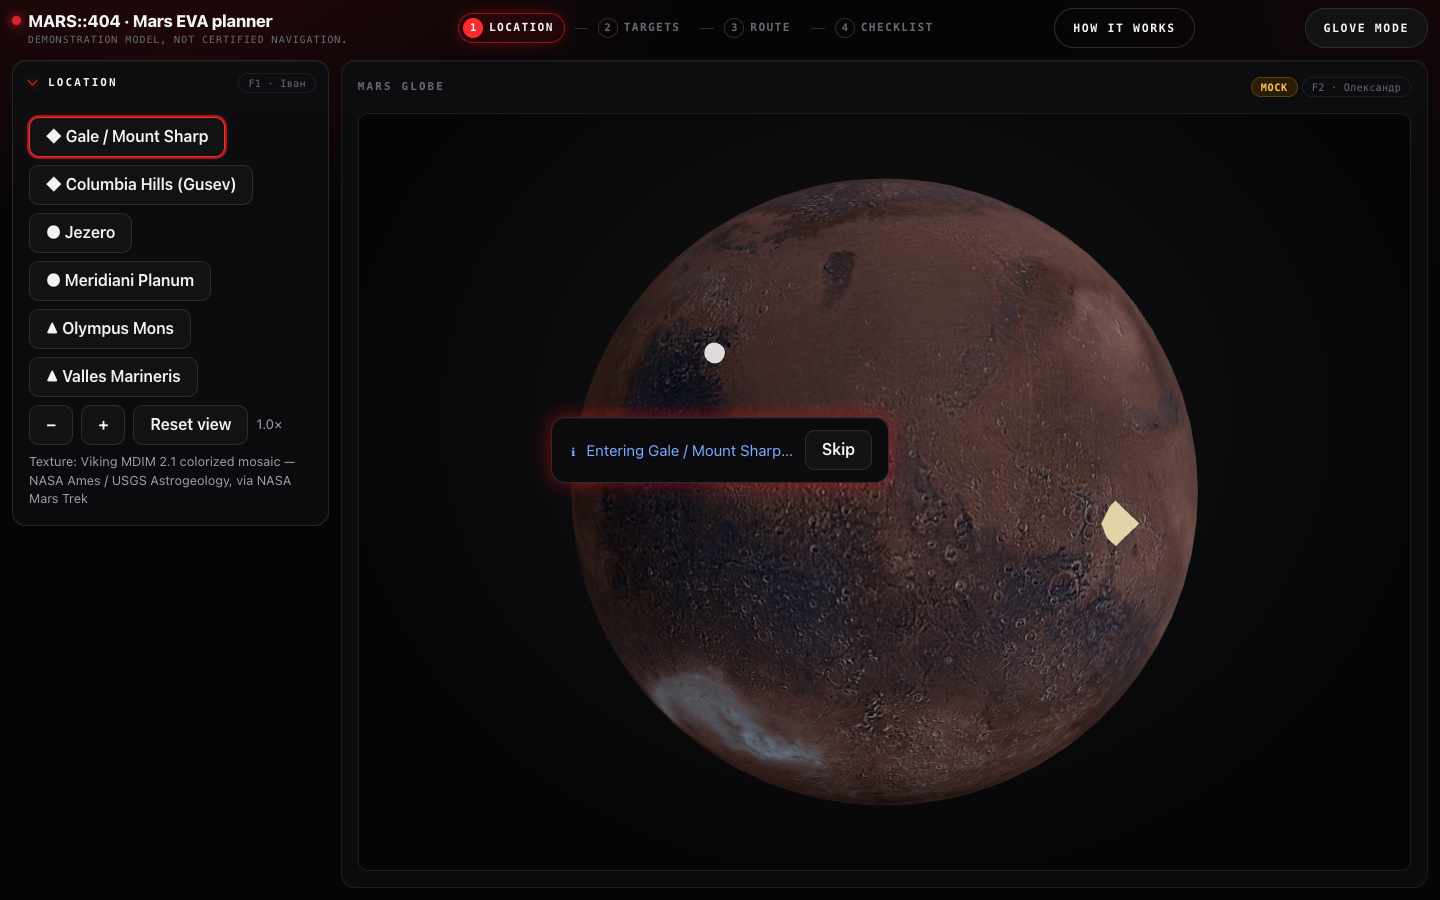 MARS::404 · Mars EVA planner
DEMONSTRATION MODEL, NOT CERTIFIED NAVIGATION.
1 LOCATION — 2 TARGETS — 3 ROUTE — 4 CHECKLIST
HOW IT WORKS
GLOVE MODE
LOCATION
F1 · Іван
Gale / Mount Sharp
Columbia Hills (Gusev)
Jezero
Meridiani Planum
Olympus Mons
Valles Marineris
− + Reset view 1.0×
Texture: Viking MDIM 2.1 colorized mosaic —
NASA Ames / USGS Astrogeology, via NASA
Mars Trek
MARS GLOBE
MOCK
F2 · Олександр
i Entering Gale / Mount Sharp... Skip